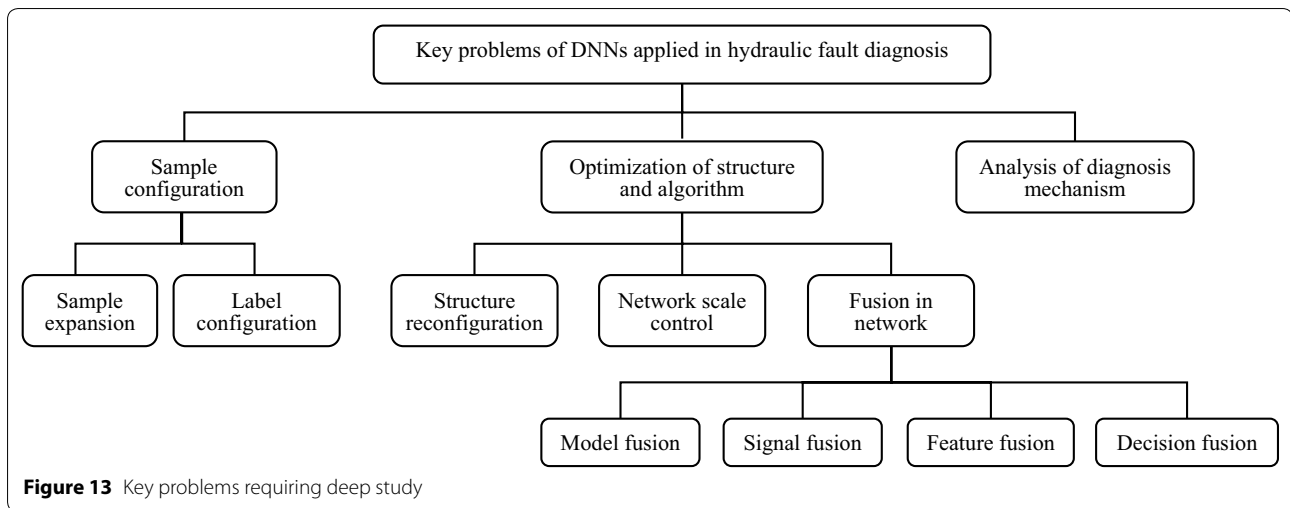 Key problems of DNNs applied in hydraulic fault diagnosis
Sample
configuration
Optimization of structure
and algorithm
Analysis of diagnosis
mechanism
Sample
expansion
Label
configuration
Structure
reconfiguration
Network scale
control
Fusion in
network
Model fusion
Signal fusion
Feature fusion
Decision fusion
Figure 13 Key problems requiring deep study